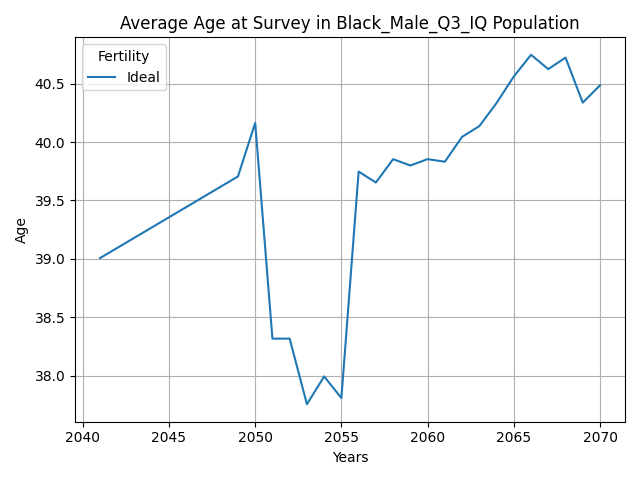 Average Age at Survey in Black_Male_Q3_IQ Population
Fertility
Ideal
Age
40.5
40.0
39.5
39.0
38.5
38.0
2040 2045 2050 2055 2060 2065 2070
Years